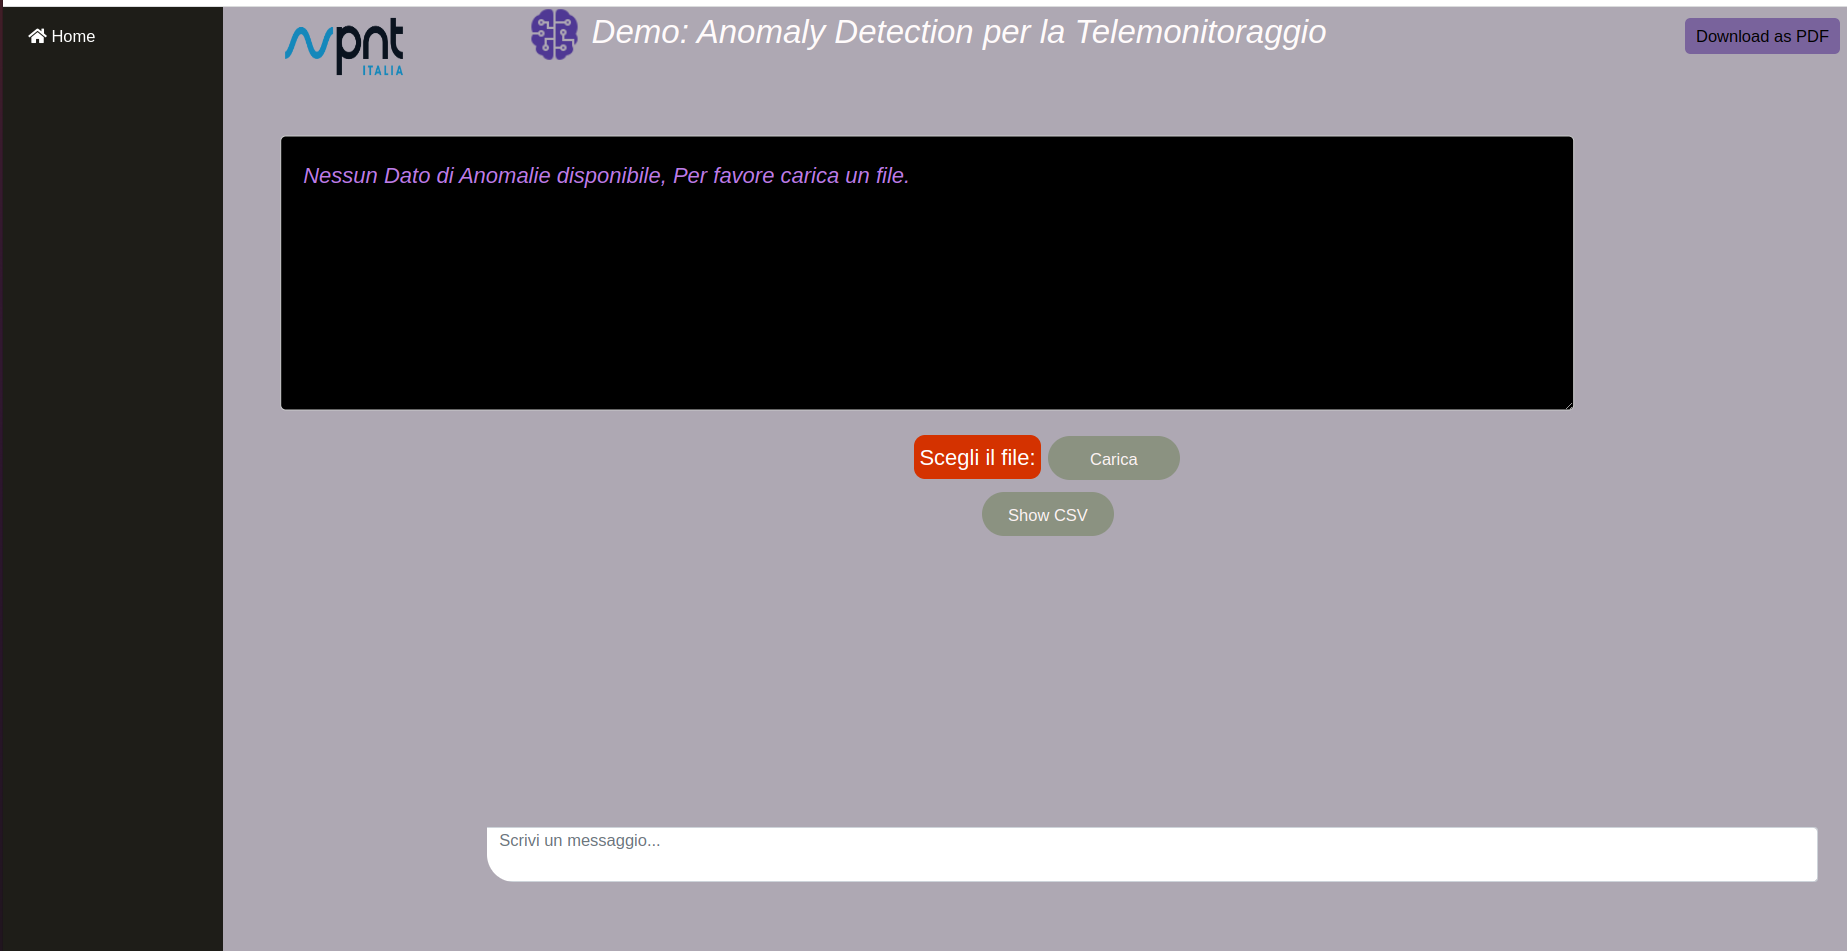 Home
pnt
ITALIA
Demo: Anomaly Detection per la Telemonitoraggio
Download as PDF
Nessun Dato di Anomalie disponibile, Per favore carica un file.
Scegli il file:
Carica
Show CSV
Scrivi un messaggio...